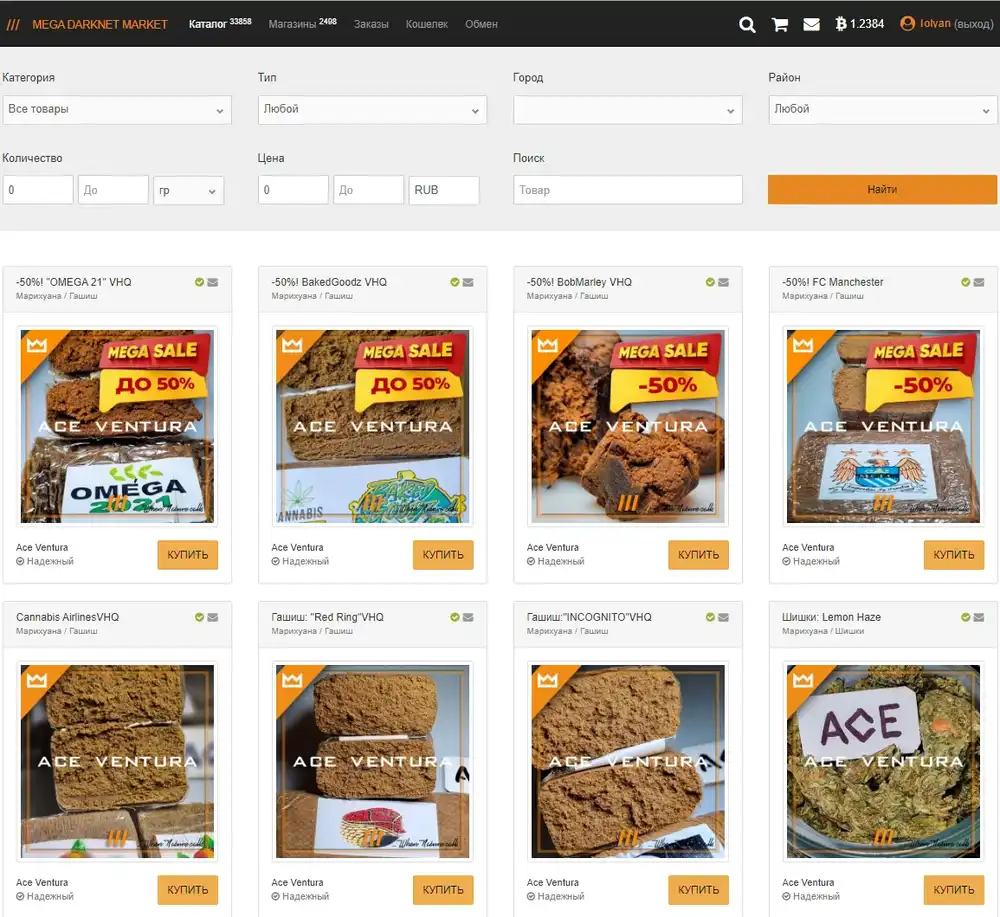 /// MEGA DARKNET MARKET Каталог 33858 Магазины 2498 Заказы Кошелек Обмен 1.2384 lolvan (выход)
Категория Тип Город Район
Все товары Любой Любой
Количество Цена Поиск
0 До гр 0 До RUB Товар Найти
-50%! "OMEGA 21" VHQ
Марихуана / Гашиш
MEGA SALE
ДО 50%
ACE VENTURA
OMEGA
2021
Ace Ventura
Надежный
КУПИТЬ
-50%! BakedGoodz VHQ
Марихуана / Гашиш
MEGA SALE
ДО 50%
ACE VENTURA
CANNABIS
Ace Ventura
Надежный
КУПИТЬ
-50%! BobMarley VHQ
Марихуана / Гашиш
MEGA SALE
-50%
ACE VENTURA
Ace Ventura
Надежный
КУПИТЬ
-50%! FC Manchester
Марихуана / Гашиш
MEGA SALE
-50%
ACE VENTURA
Ace Ventura
Надежный
КУПИТЬ
Cannabis AirlinesVHQ
Марихуана / Гашиш
ACE VENTURA
Ace Ventura
Надежный
КУПИТЬ
Гашиш: "Red Ring"VHQ
Марихуана / Гашиш
ACE VENTURA
Ace Ventura
Надежный
КУПИТЬ
Гашиш:"INCOGNITO"VHQ
Марихуана / Гашиш
ACE VENTURA
Ace Ventura
Надежный
КУПИТЬ
Шишки: Lemon Haze
Марихуана / Шишки
ACE
ACE VENTURA
Ace Ventura
Надежный
КУПИТЬ